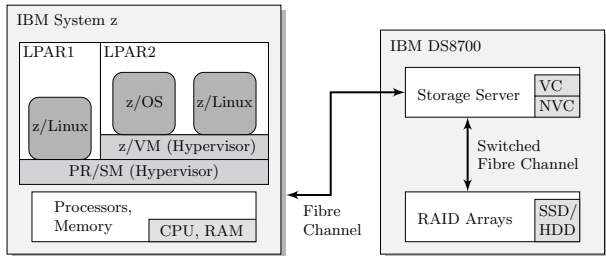 IBM System z
LPAR1
LPAR2
z/OS
z/Linux
z/Linux
z/VM (Hypervisor)
PR/SM (Hypervisor)
Processors,
Memory
CPU, RAM
Fibre
Channel
IBM DS8700
Storage Server
VC
NVC
Switched
Fibre Channel
RAID Arrays
SSD/
HDD